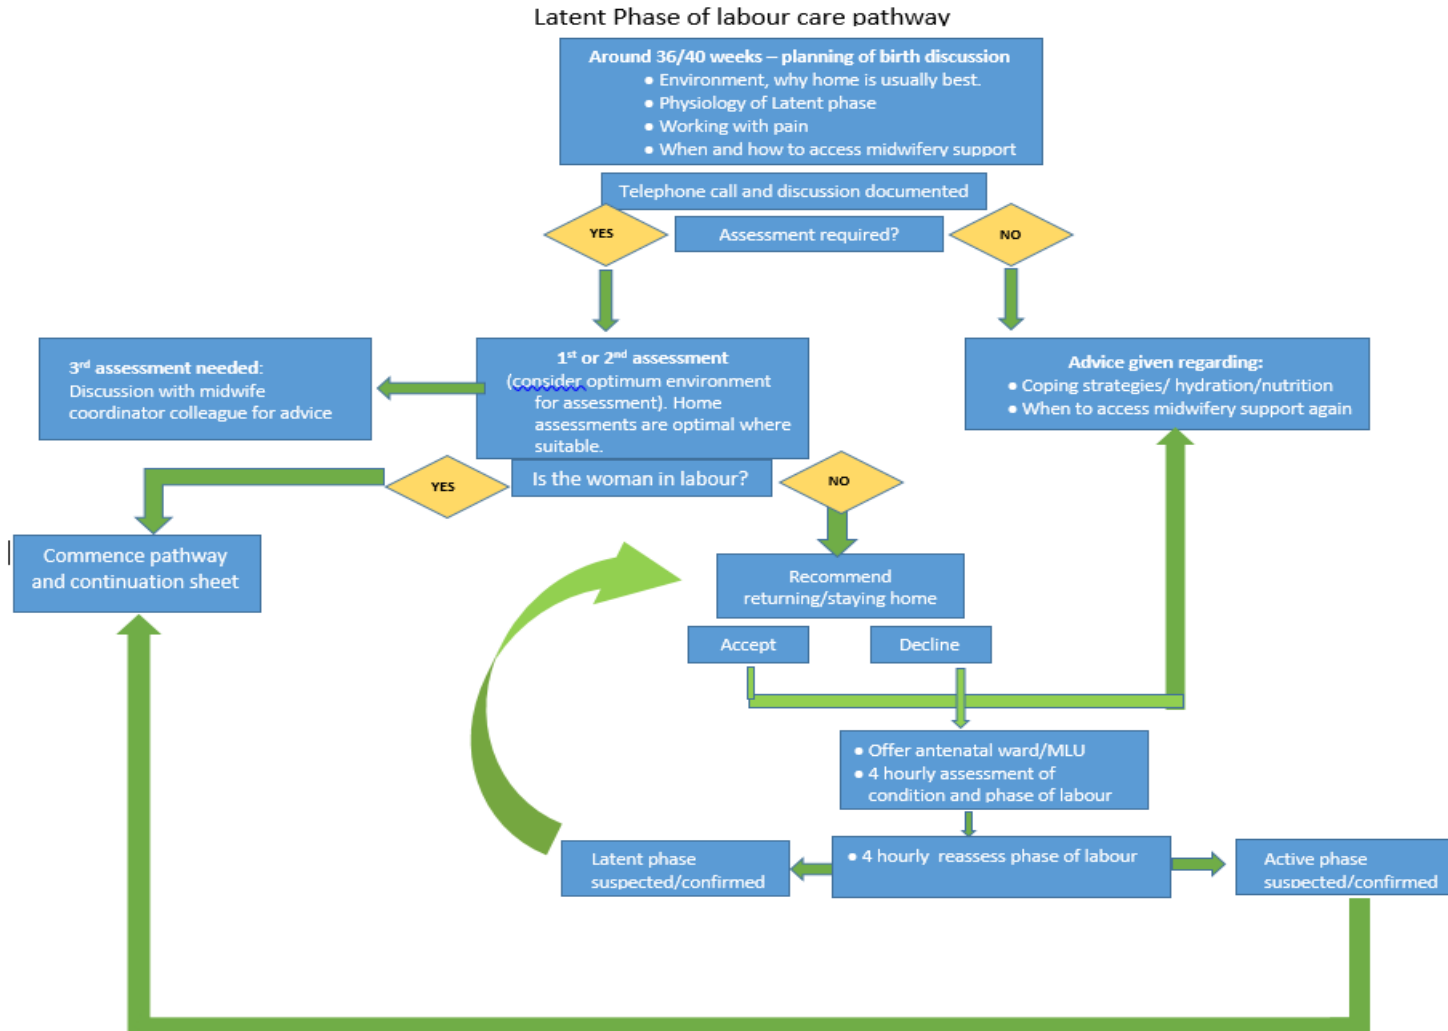 Latent Phase of labour care pathway
Around 36/40 weeks – planning of birth discussion
● Environment, why home is usually best.
● Physiology of Latent phase
● Working with pain
● When and how to access midwifery support
Telephone call and discussion documented
YES
Assessment required?
NO
3rd assessment needed:
Discussion with midwife
coordinator colleague for advice
1st or 2nd assessment
(consider optimum environment
for assessment). Home
assessments are optimal where
suitable.
Advice given regarding:
● Coping strategies/ hydration/nutrition
● When to access midwifery support again
YES
Is the woman in labour?
NO
Commence pathway
and continuation sheet
Recommend
returning/staying home
Accept
Decline
● Offer antenatal ward/MLU
● 4 hourly assessment of
condition and phase of labour
Latent phase
suspected/confirmed
● 4 hourly reassess phase of labour
Active phase
suspected/confirmed